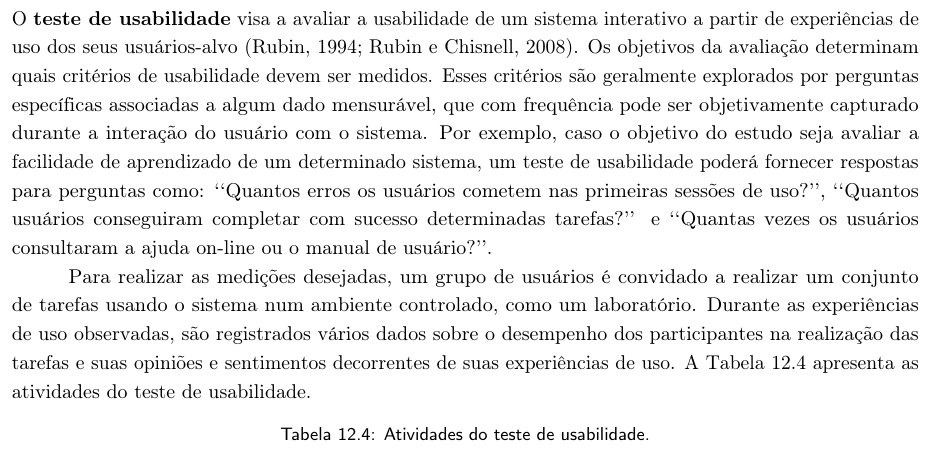 O teste de usabilidade visa a avaliar a usabilidade de um sistema interativo a partir de experiências de
uso dos seus usuários-alvo (Rubin, 1994; Rubin e Chisnell, 2008). Os objetivos da avaliação determinam
quais critérios de usabilidade devem ser medidos. Esses critérios são geralmente explorados por perguntas
específicas associadas a algum dado mensurável, que com frequência pode ser objetivamente capturado
durante a interação do usuário com o sistema. Por exemplo, caso o objetivo do estudo seja avaliar a
facilidade de aprendizado de um determinado sistema, um teste de usabilidade poderá fornecer respostas
para perguntas como: ‘‘Quantos erros os usuários cometem nas primeiras sessões de uso?’’, ‘‘Quantos
usuários conseguiram completar com sucesso determinadas tarefas?’’ e ‘‘Quantas vezes os usuários
consultaram a ajuda on-line ou o manual de usuário?’’.
Para realizar as medições desejadas, um grupo de usuários é convidado a realizar um conjunto
de tarefas usando o sistema num ambiente controlado, como um laboratório. Durante as experiências
de uso observadas, são registrados vários dados sobre o desempenho dos participantes na realização das
tarefas e suas opiniões e sentimentos decorrentes de suas experiências de uso. A Tabela 12.4 apresenta as
atividades do teste de usabilidade.
Tabela 12.4: Atividades do teste de usabilidade.